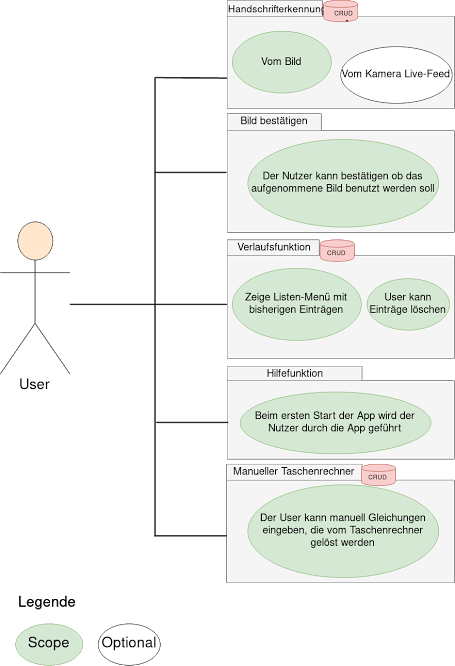 Handschrifterkennung
CRUD
Vom Bild
Vom Kamera Live-Feed
Bild bestätigen
Der Nutzer kann bestätigen ob das
aufgenommene Bild benutzt werden soll
Verlaufsfunktion
CRUD
Zeige Listen-Menü mit
bisherigen Einträgen
User kann
Einträge löschen
Hilfefunktion
Beim ersten Start der App wird der
Nutzer durch die App geführt
Manueller Taschenrechner
CRUD
Der User kann manuell Gleichungen
eingeben, die vom Taschenrechner
gelöst werden
User
Legende
Scope
Optional